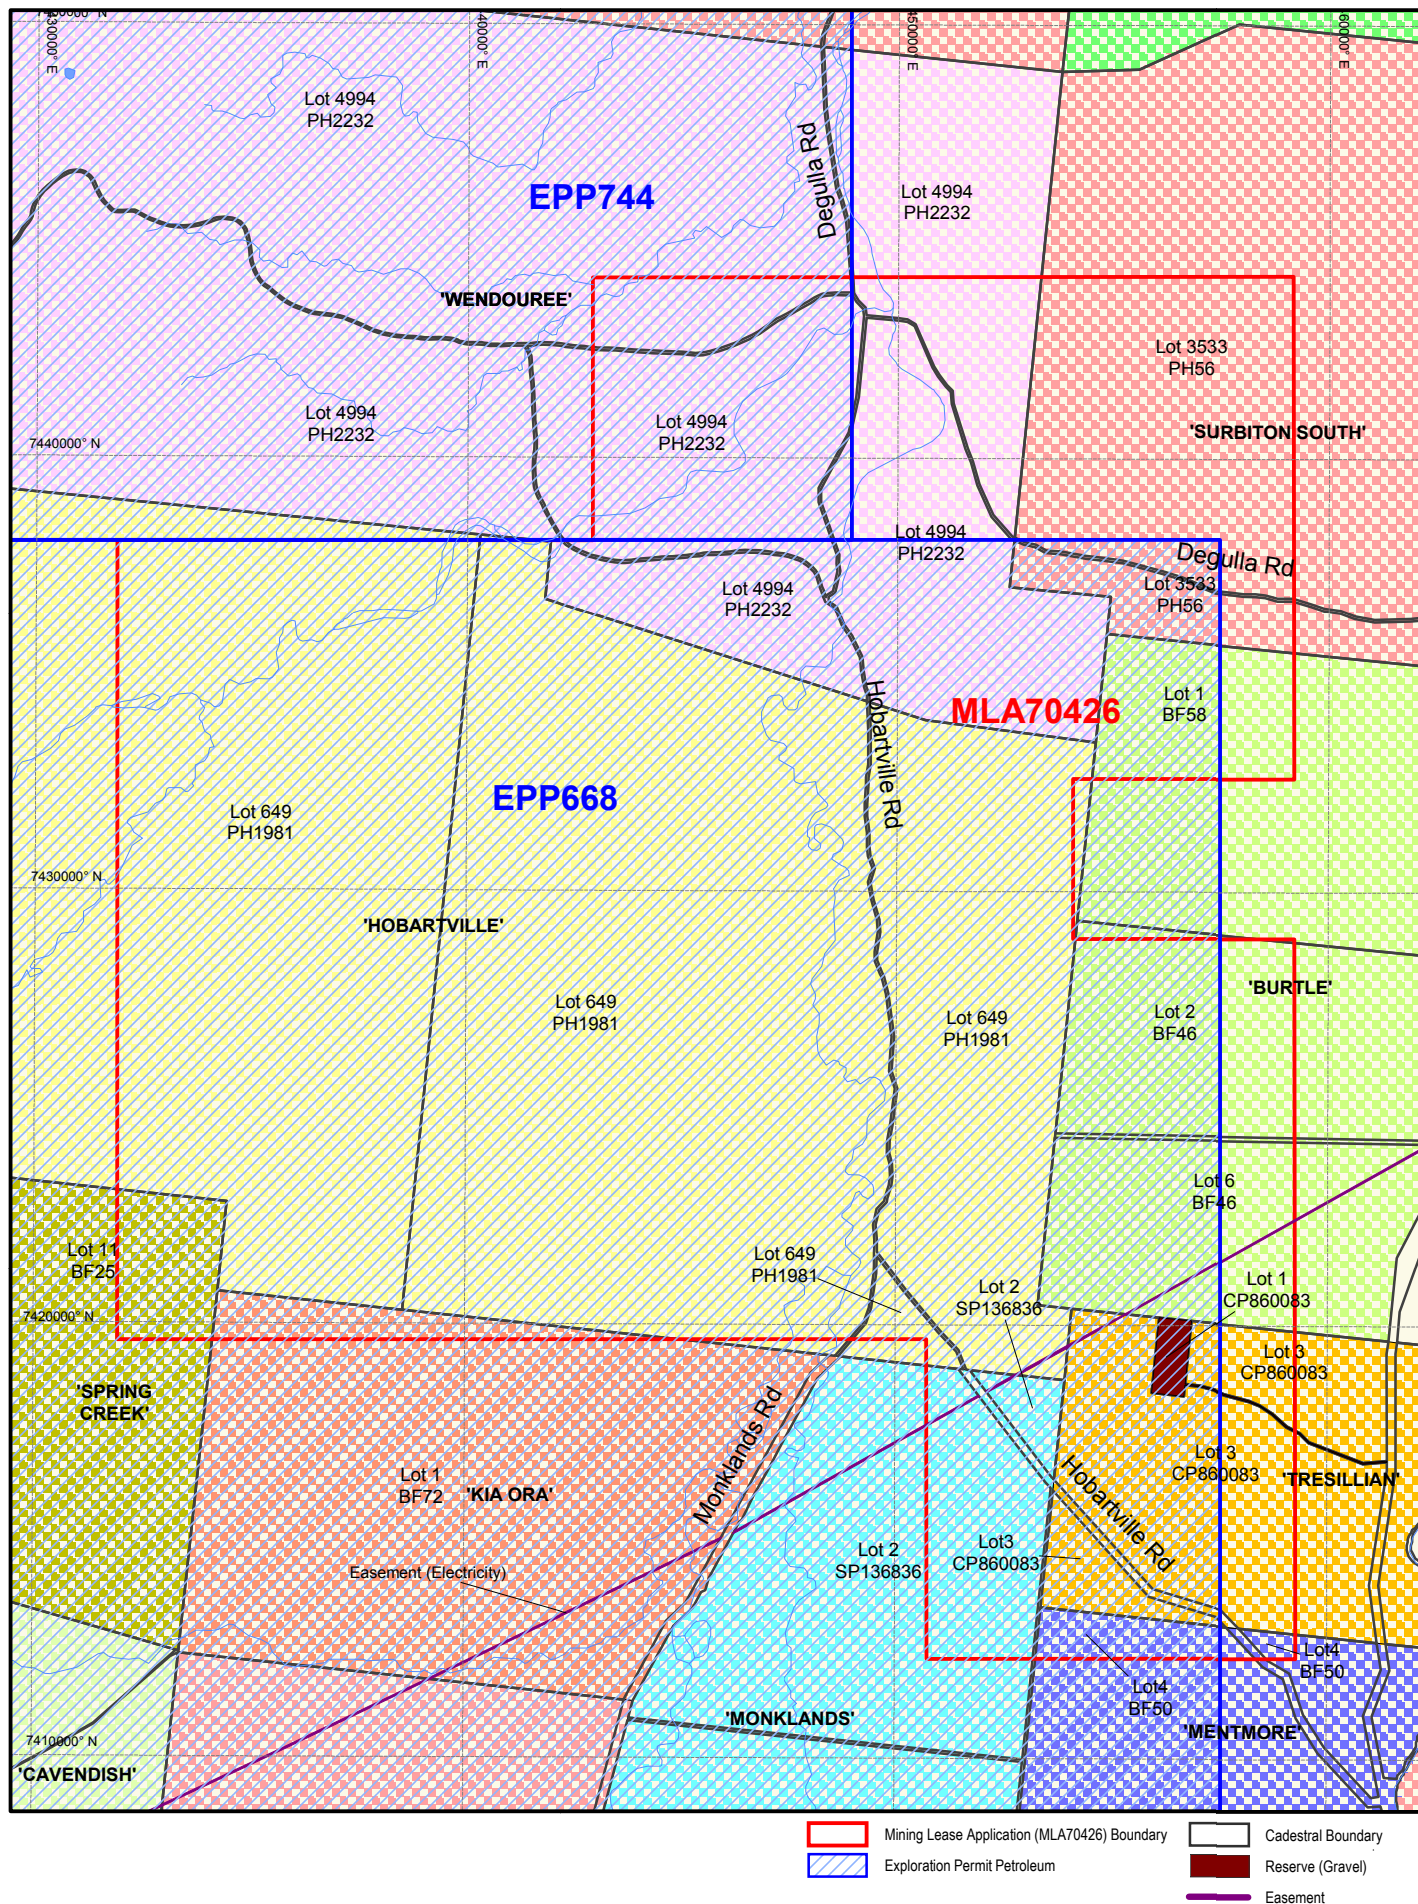 7450000° N
430000° E
440000° E
450000° E
460000° E
Lot 4994
PH2232
Degulla Rd
EPP744
Lot 4994
PH2232
'WENDOUREE'
Lot 3533
PH56
Lot 4994
PH2232
Lot 4994
PH2232
'SURBITON SOUTH'
7440000° N
Lot 4994
PH2232
Degulla Rd
Lot 4994
PH2232
Lot 3533
PH56
Hobartville Rd
MLA70426
Lot 1
BF58
EPP668
Lot 649
PH1981
7430000° N
'HOBARTVILLE'
'BURTLE'
Lot 649
PH1981
Lot 649
PH1981
Lot 2
BF46
Lot 6
BF46
Lot 11
BF25
Lot 649
PH1981
Lot 2
SP136836
Lot 1
CP860083
7420000° N
Lot 3
CP860083
'SPRING
CREEK'
Monklands Rd
Lot 1
BF72
'KIA ORA'
Lot 3
CP860083
'TRESILLIAN'
Hobartville Rd
Lot 2
SP136836
Lot3
CP860083
Easement (Electricity)
Lot4
BF50
Lot4
BF50
'MONKLANDS'
'MENTMORE'
7410000° N
'CAVENDISH'
Mining Lease Application (MLA70426) Boundary
Cadestral Boundary
Exploration Permit Petroleum
Reserve (Gravel)
Easement